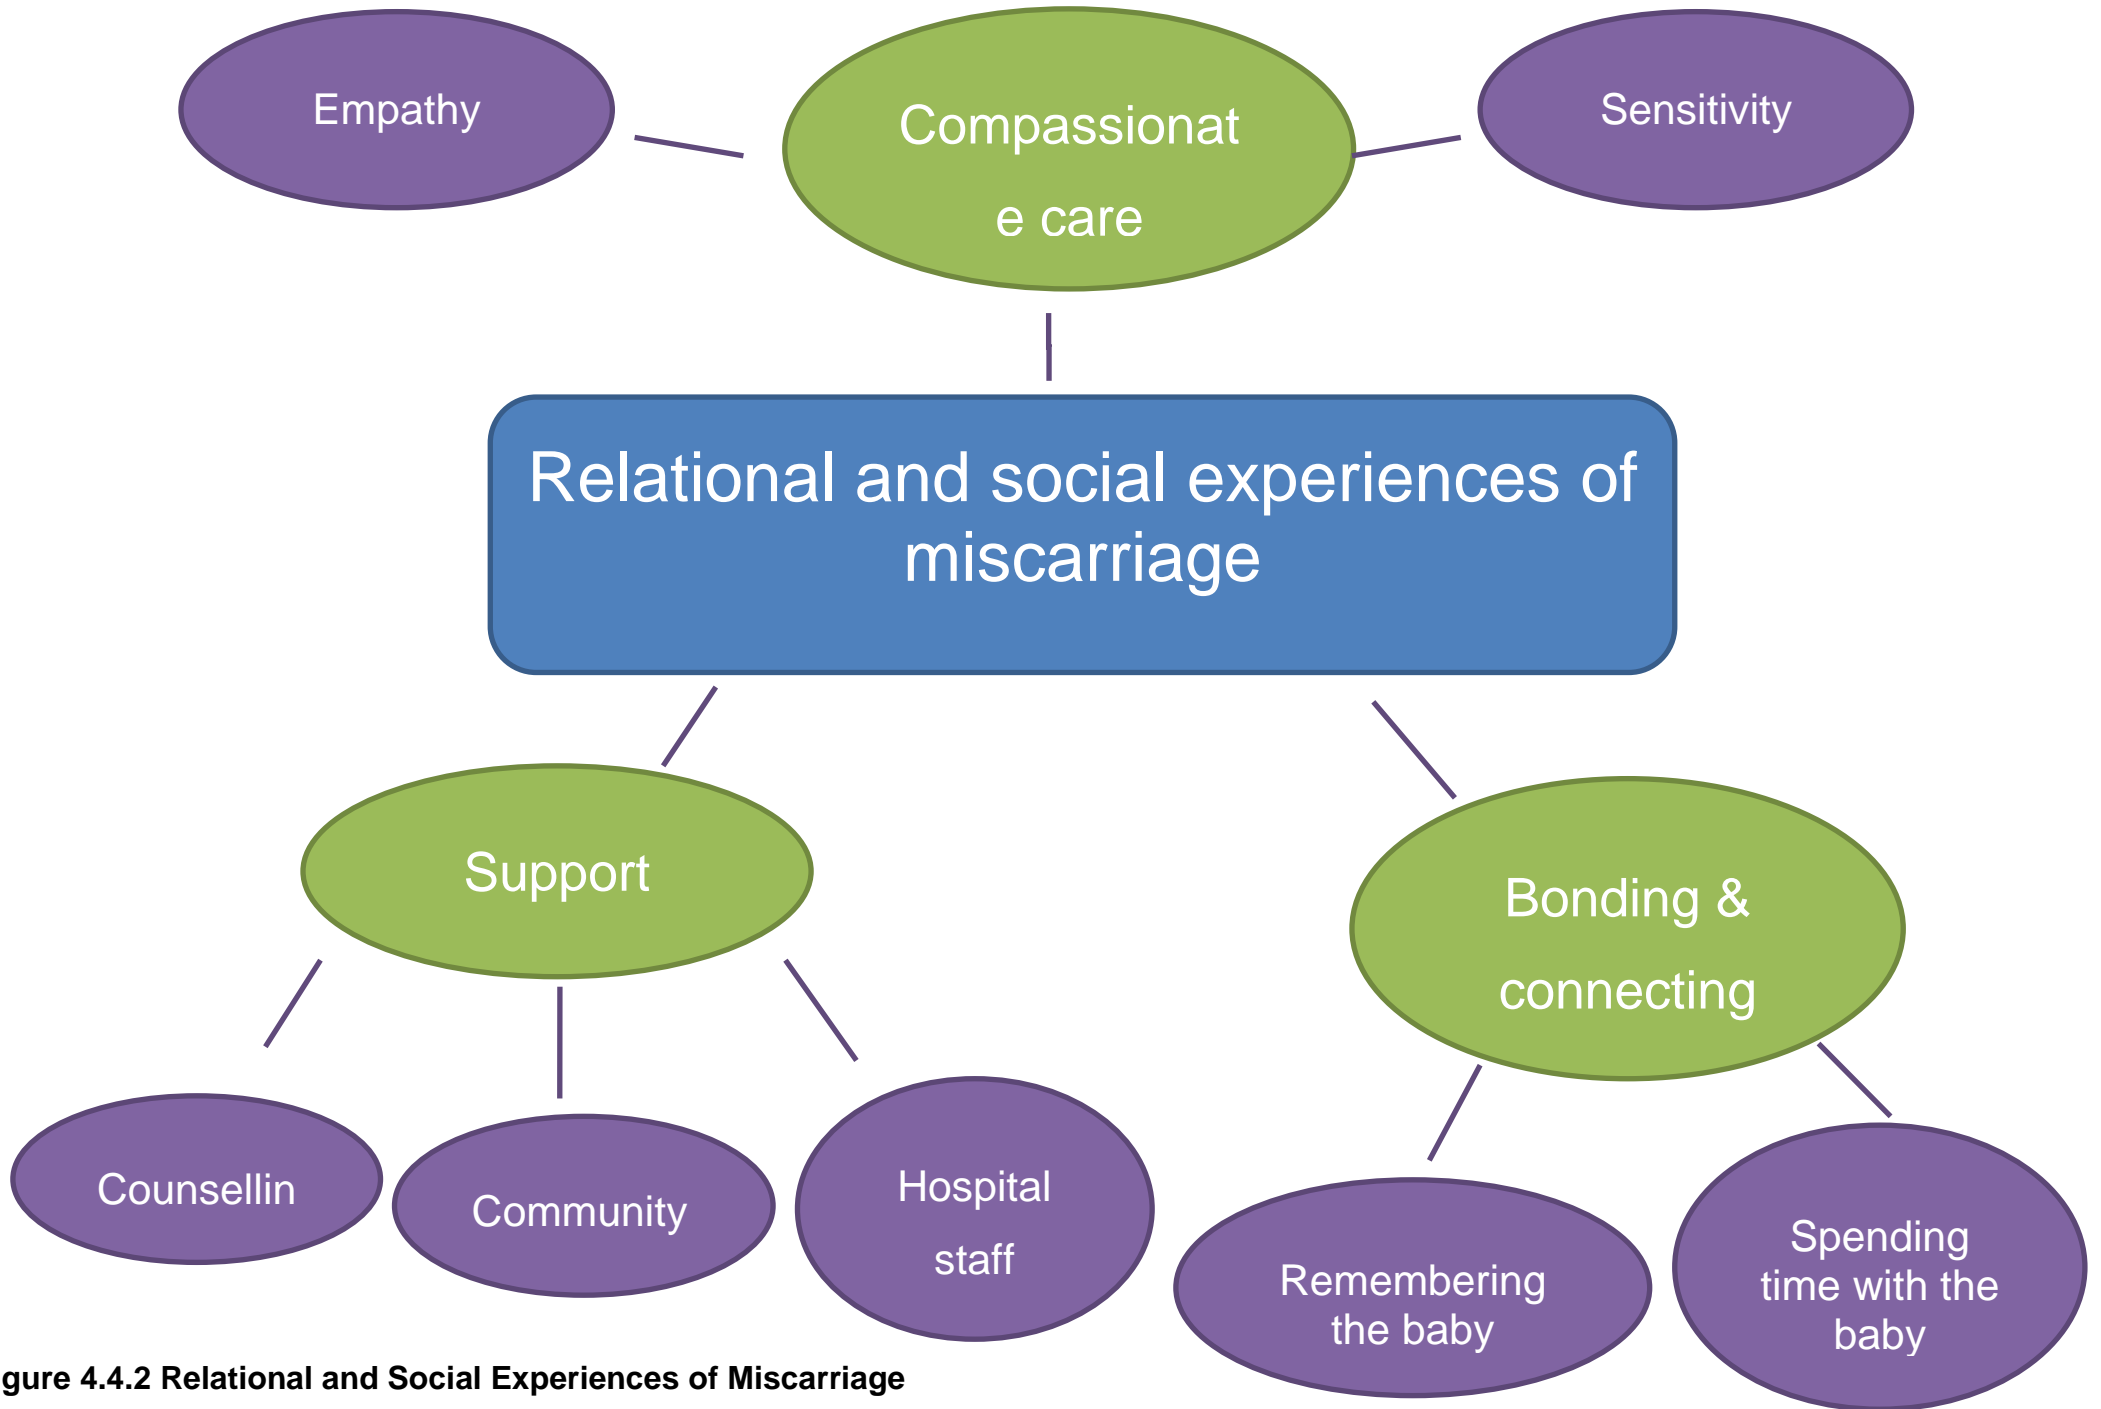 Empathy
Compassionat
e care
Sensitivity
Relational and social experiences of
miscarriage
Support
Bonding &
connecting
Counsellin
Community
Hospital
staff
Remembering
the baby
Spending
time with the
baby
gure 4.4.2 Relational and Social Experiences of Miscarriage